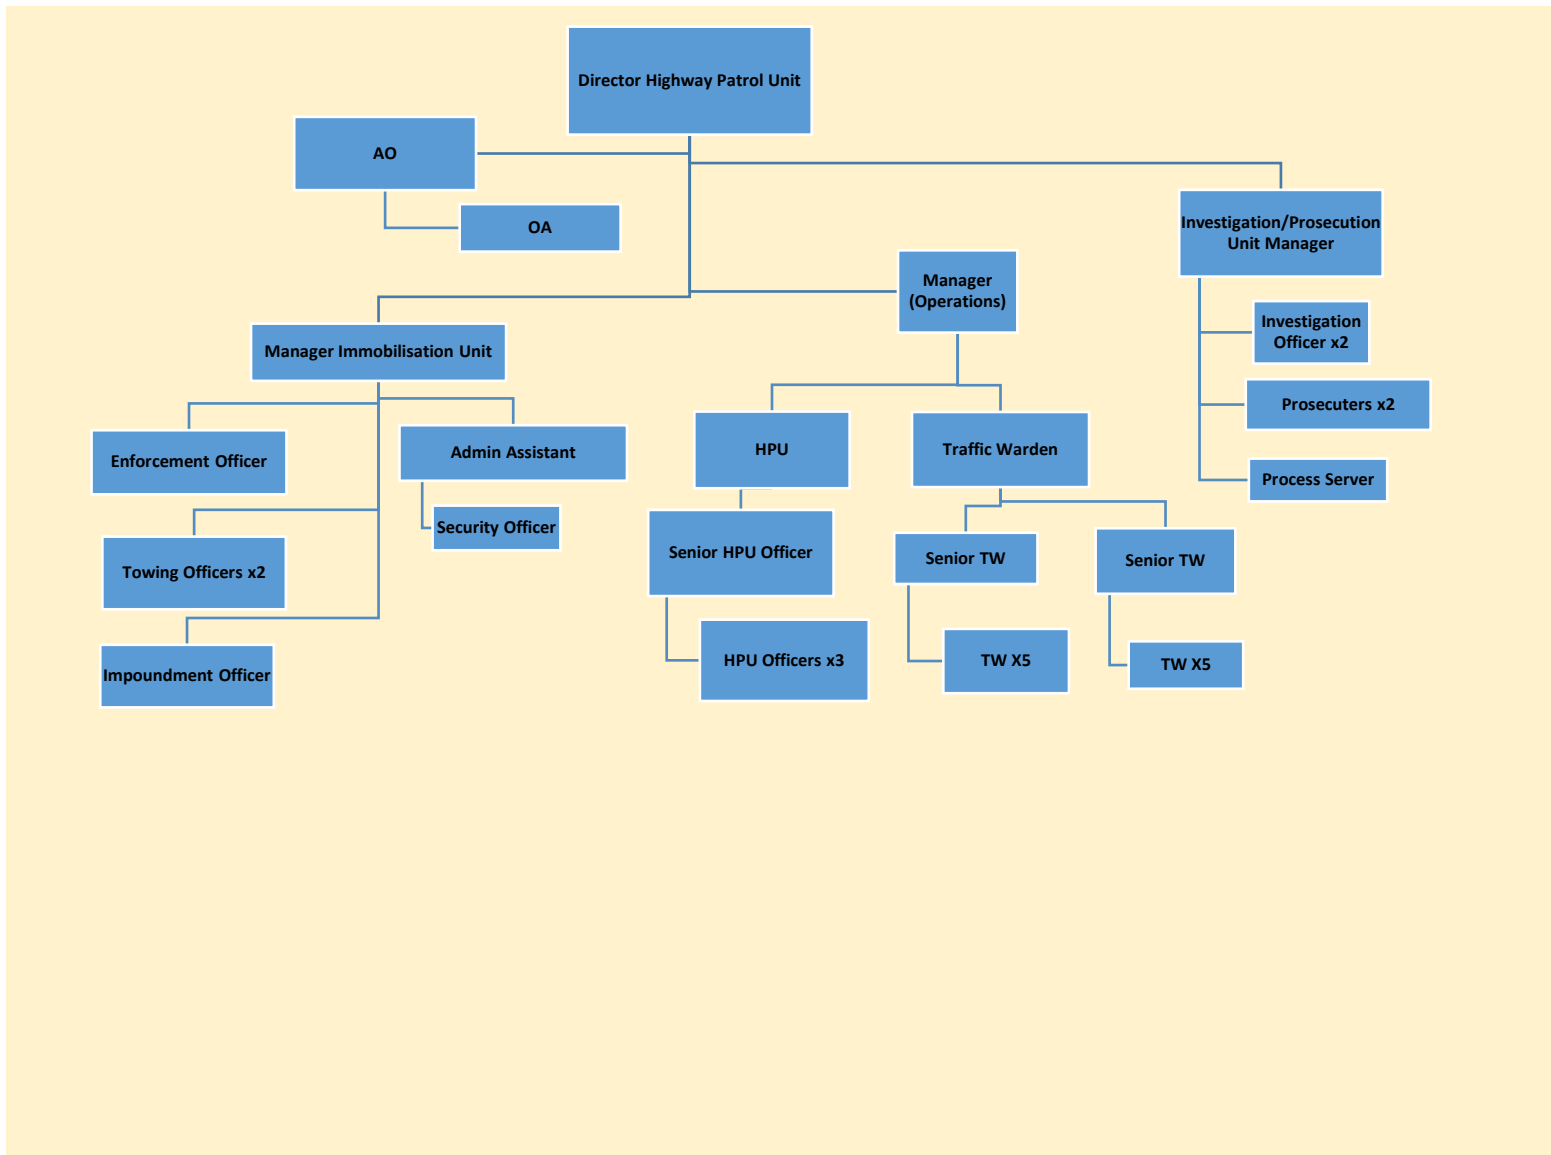 Director Highway Patrol Unit
AO
OA
Investigation/Prosecution
Unit Manager
Manager
(Operations)
Investigation
Officer x2
Manager Immobilisation Unit
Prosecuters x2
HPU
Traffic Warden
Admin Assistant
Enforcement Officer
Process Server
Security Officer
Senior HPU Officer
Senior TW
Senior TW
Towing Officers x2
HPU Officers x3
TW X5
TW X5
Impoundment Officer